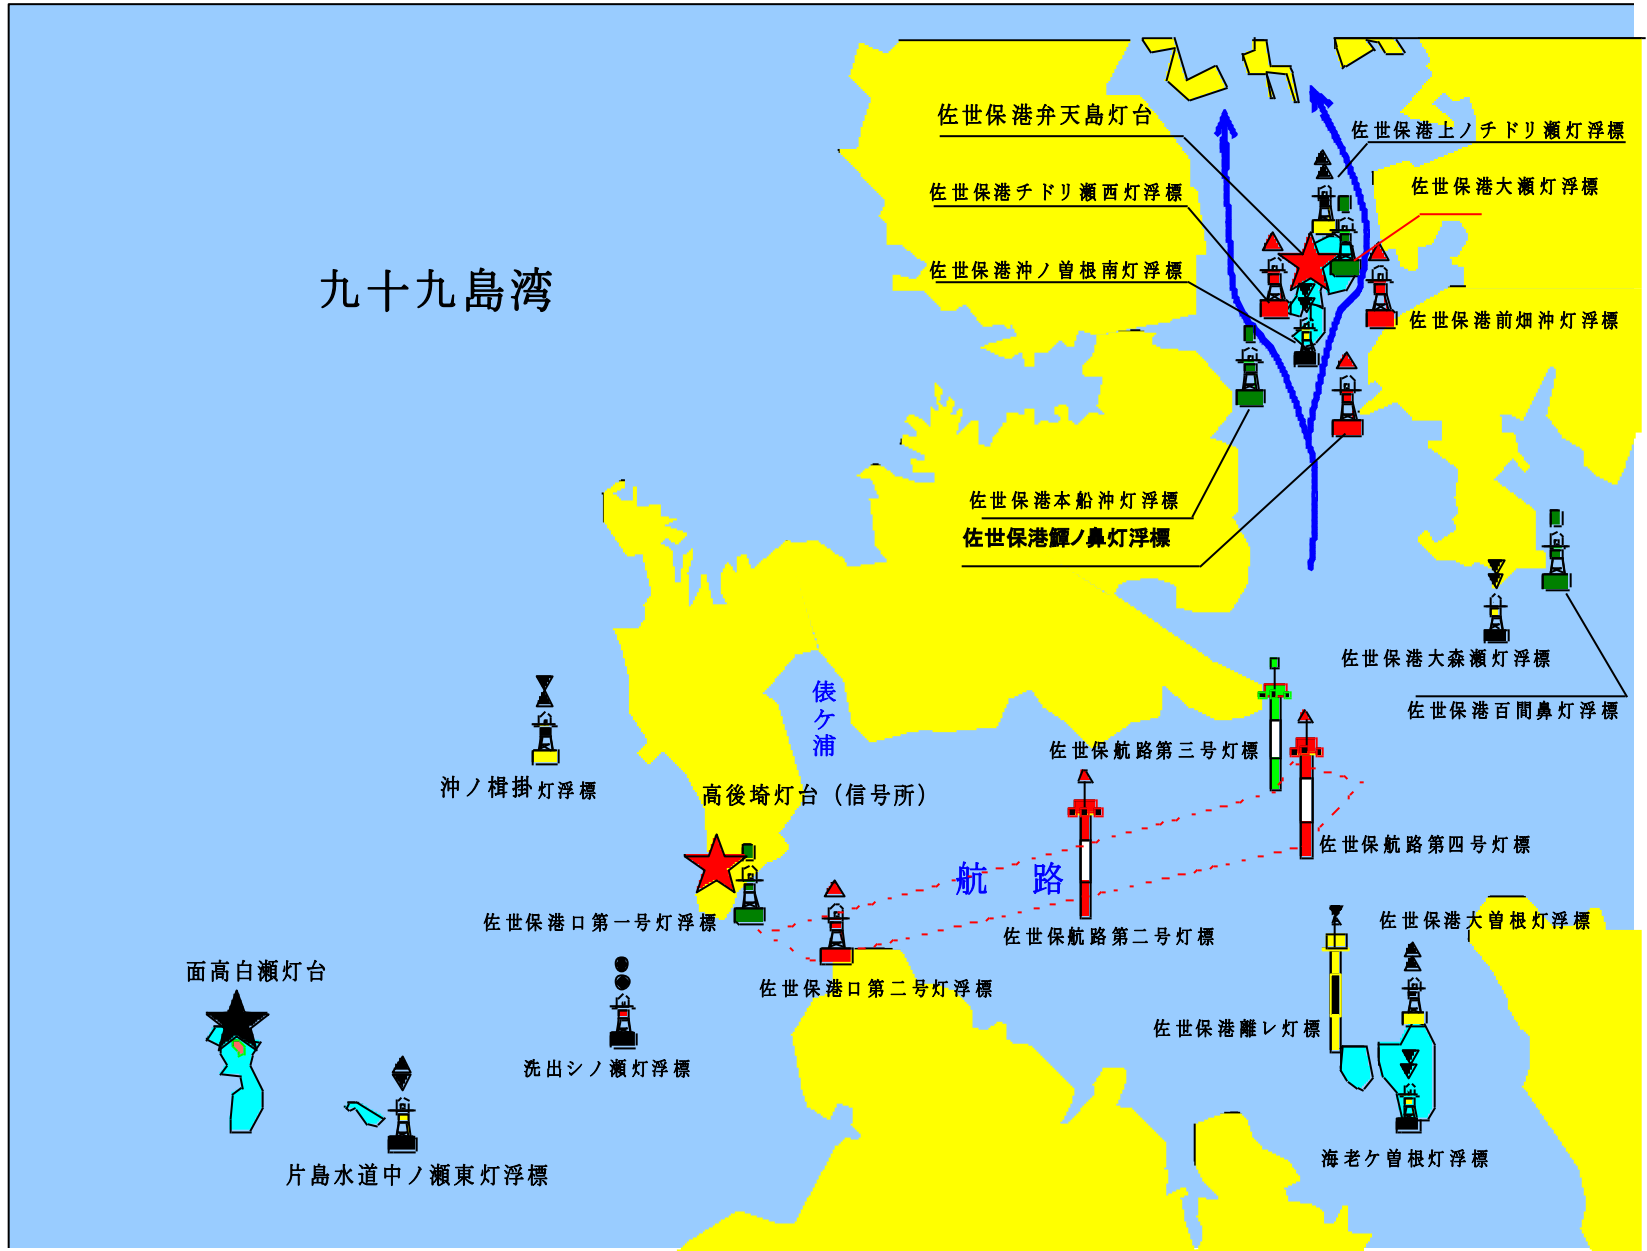 佐世保港弁天島灯台
佐世保港上ノチドリ瀬灯浮標
佐世保港チドリ瀬西灯浮標
佐世保港大瀬灯浮標
佐世保港沖ノ曽根南灯浮標
九十九島湾
佐世保港前畑沖灯浮標
佐世保港本船沖灯浮標
佐世保港鱏ノ鼻灯浮標
佐世保港大森瀬灯浮標
佐世保港百間鼻灯浮標
俵ケ浦
佐世保航路第三号灯標
沖ノ楫掛灯浮標
高後埼灯台（信号所）
佐世保航路第四号灯標
航 路
佐世保港口第一号灯浮標
佐世保航路第二号灯標
佐世保港大曽根灯浮標
面高白瀬灯台
佐世保港口第二号灯浮標
佐世保港離レ灯標
洗出シノ瀬灯浮標
海老ケ曽根灯浮標
片島水道中ノ瀬東灯浮標